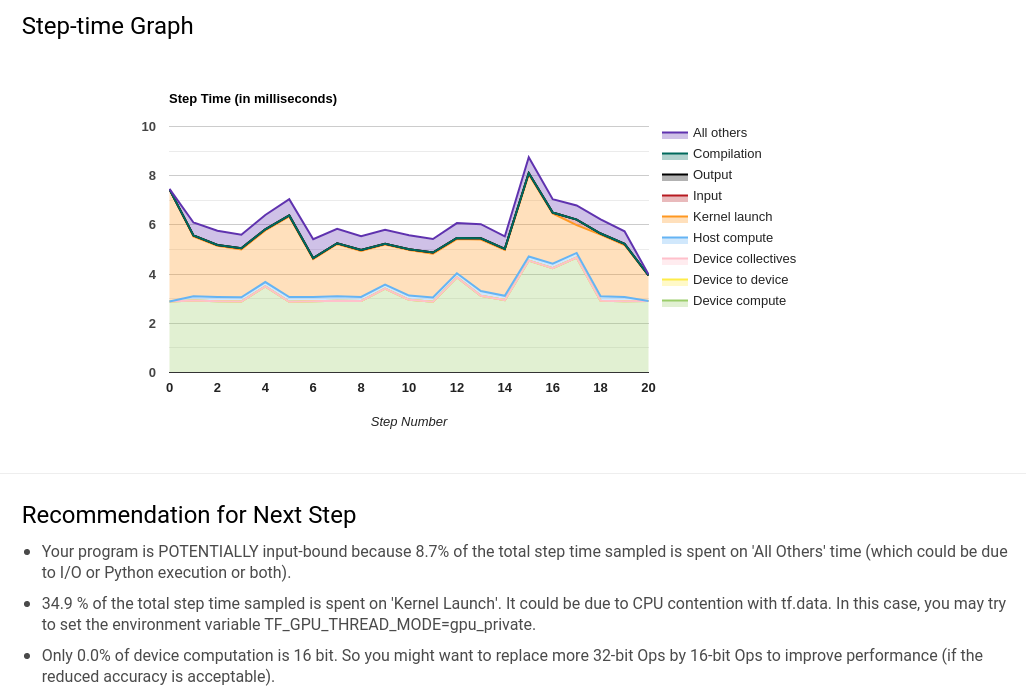 Step-time Graph
Step Time (in milliseconds)
10
8
6
4
2
0
0 2 4 6 8 10 12 14 16 18 20
Step Number
All others
Compilation
Output
Input
Kernel launch
Host compute
Device collectives
Device to device
Device compute
Recommendation for Next Step
Your program is POTENTIALLY input-bound because 8.7% of the total step time sampled is spent on 'All Others' time (which could be due
to I/O or Python execution or both).
34.9 % of the total step time sampled is spent on 'Kernel Launch'. It could be due to CPU contention with tf.data. In this case, you may try
to set the environment variable TF_GPU_THREAD_MODE=gpu_private.
Only 0.0% of device computation is 16 bit. So you might want to replace more 32-bit Ops by 16-bit Ops to improve performance (if the
reduced accuracy is acceptable).